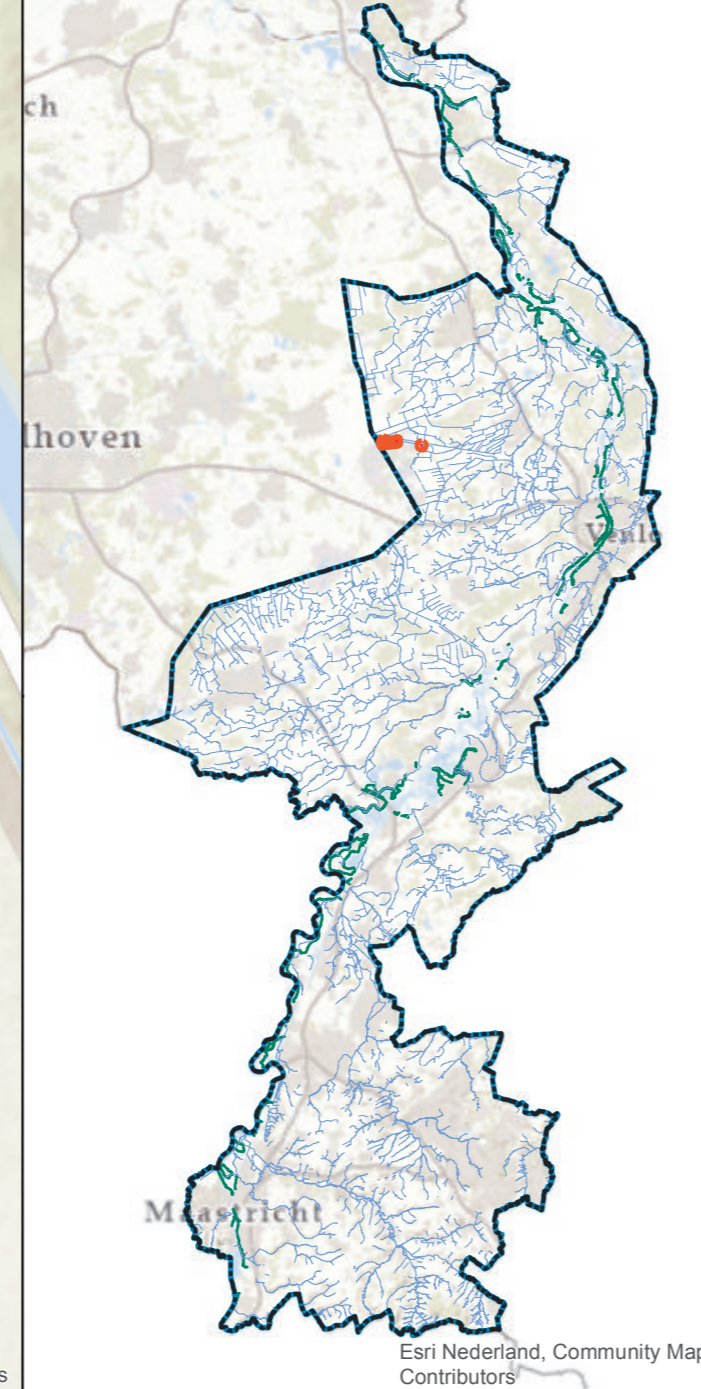 ch
lhoven
Venlo
Maastricht
Esri Nederland, Community Map
Contributors
s